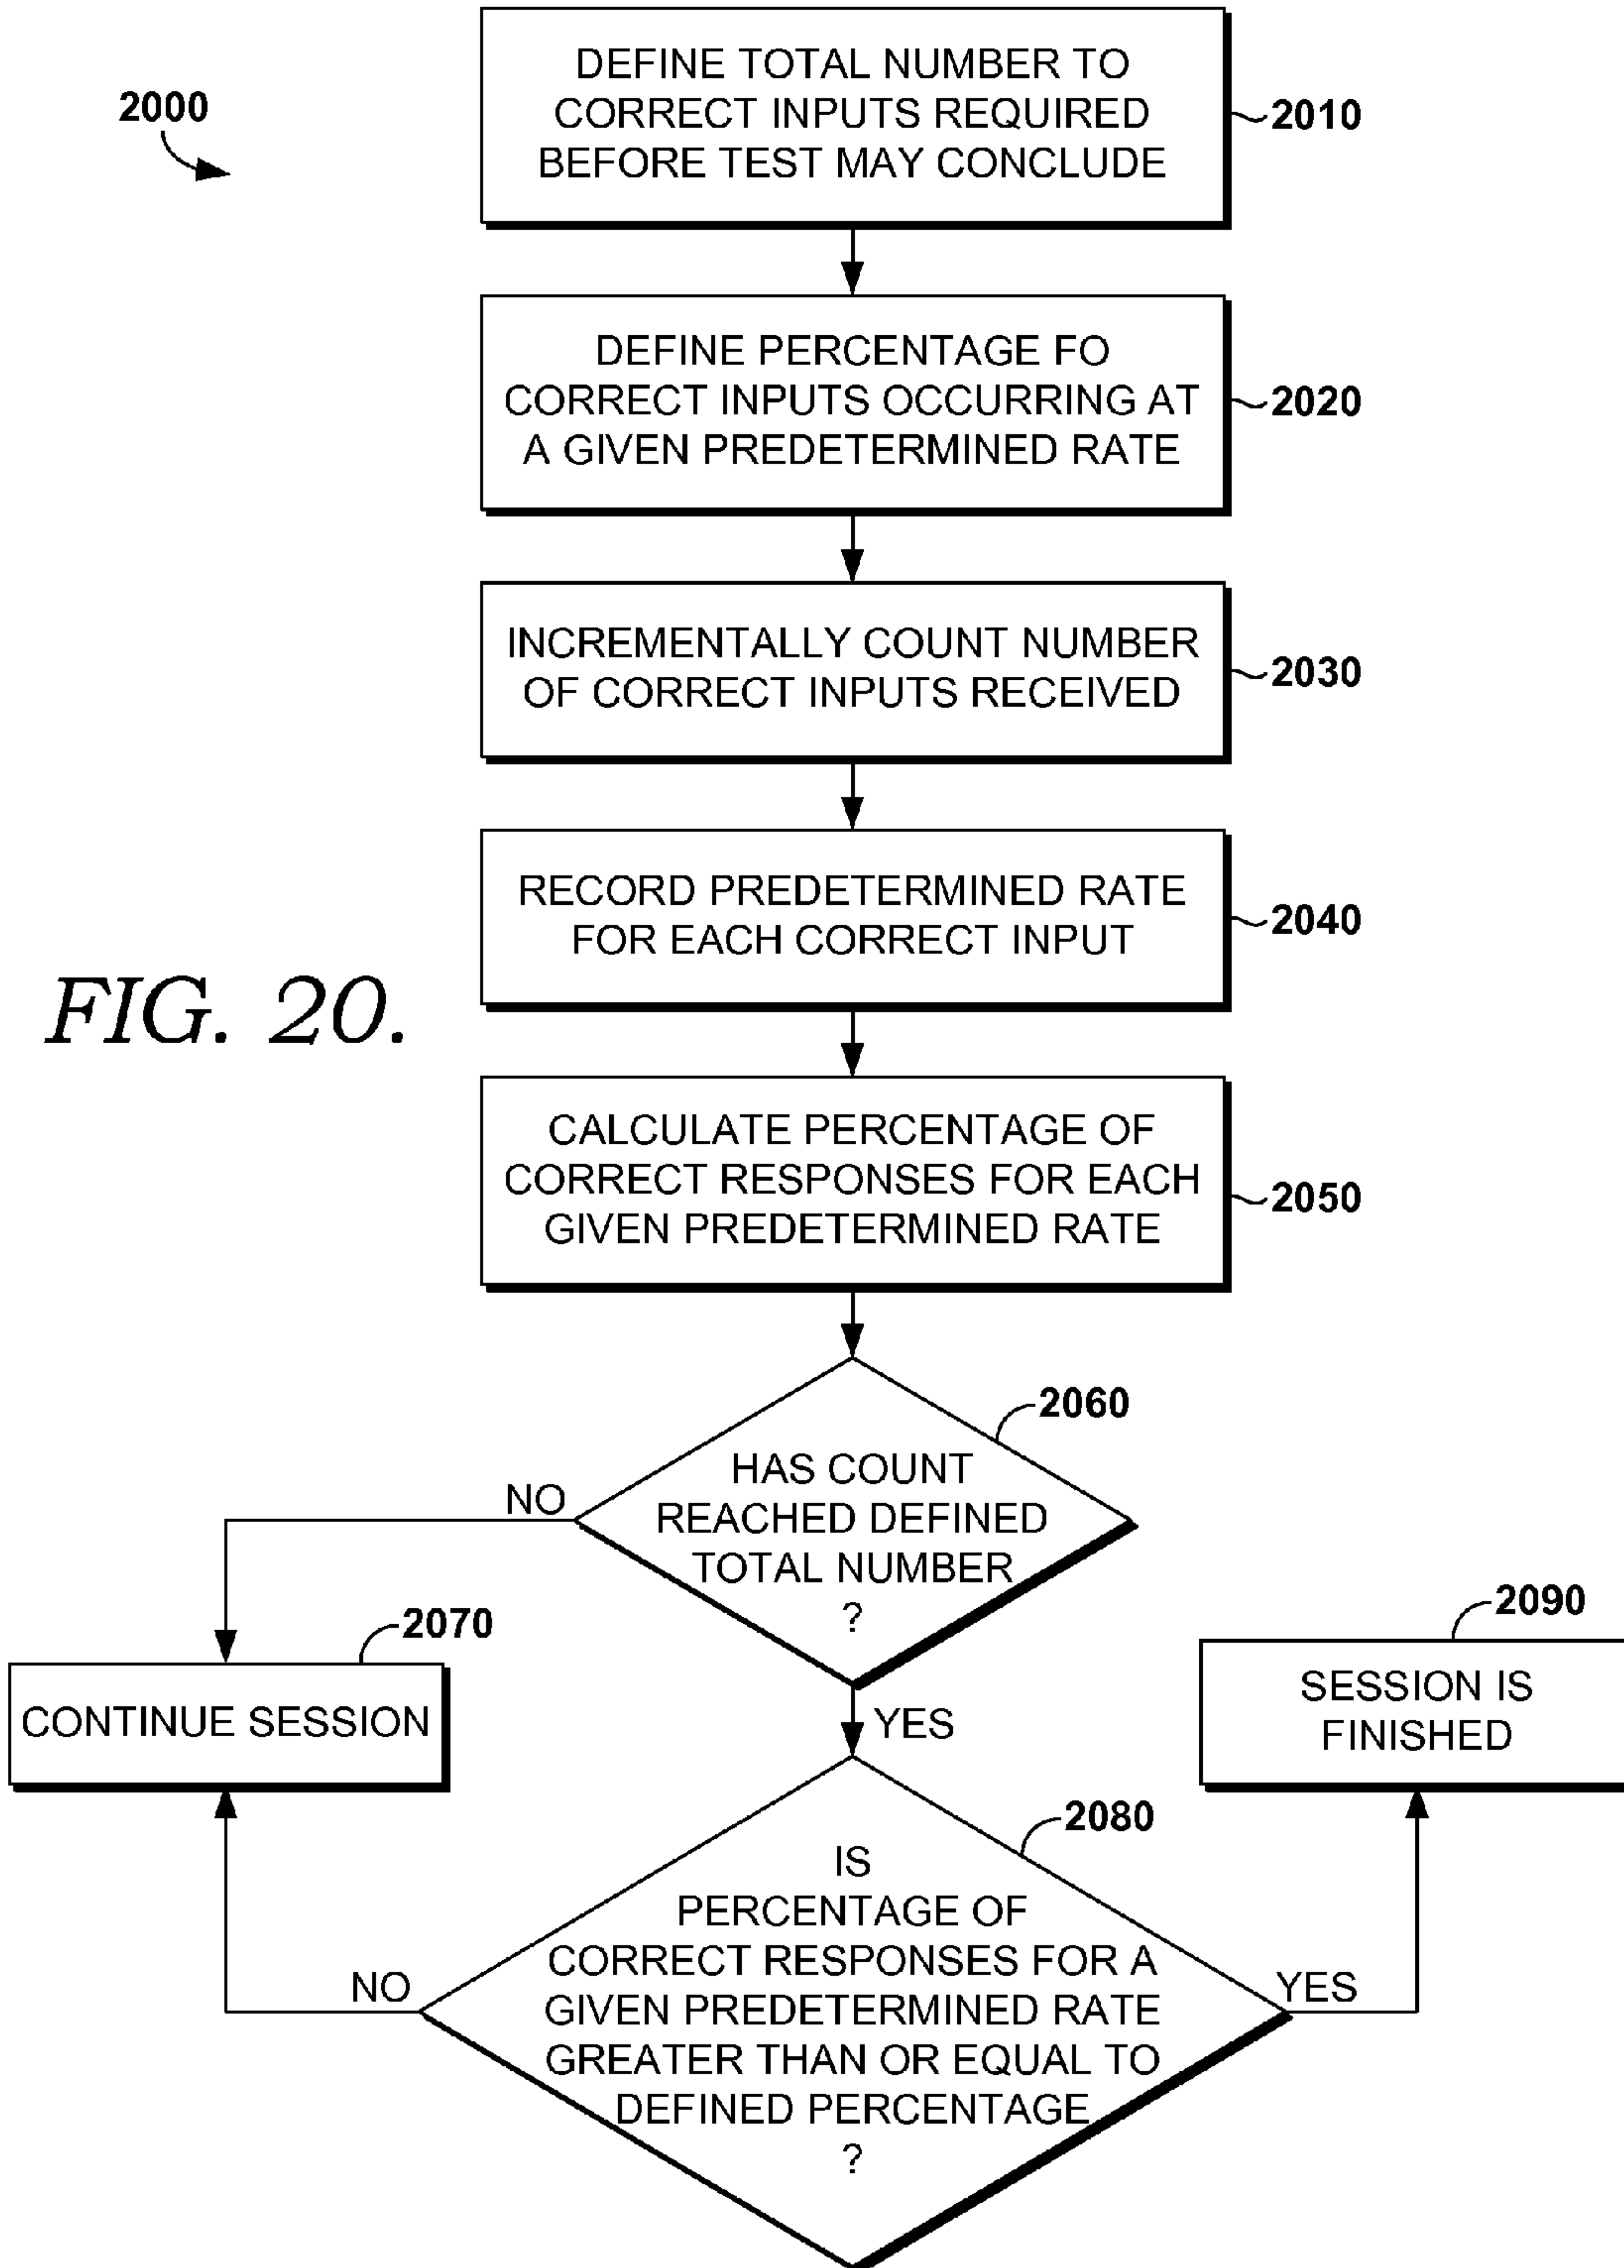 2000
DEFINE TOTAL NUMBER TO
CORRECT INPUTS REQUIRED
BEFORE TEST MAY CONCLUDE
2010
DEFINE PERCENTAGE FO
CORRECT INPUTS OCCURRING AT
A GIVEN PREDETERMINED RATE
2020
INCREMENTALLY COUNT NUMBER
OF CORRECT INPUTS RECEIVED
2030
RECORD PREDETERMINED RATE
FOR EACH CORRECT INPUT
2040
FIG. 20.
CALCULATE PERCENTAGE OF
CORRECT RESPONSES FOR EACH
GIVEN PREDETERMINED RATE
2050
2060
HAS COUNT
REACHED DEFINED
TOTAL NUMBER
?
NO
YES
2070
CONTINUE SESSION
2090
SESSION IS
FINISHED
2080
IS
PERCENTAGE OF
CORRECT RESPONSES FOR A
GIVEN PREDETERMINED RATE
GREATER THAN OR EQUAL TO
DEFINED PERCENTAGE
?
NO
YES